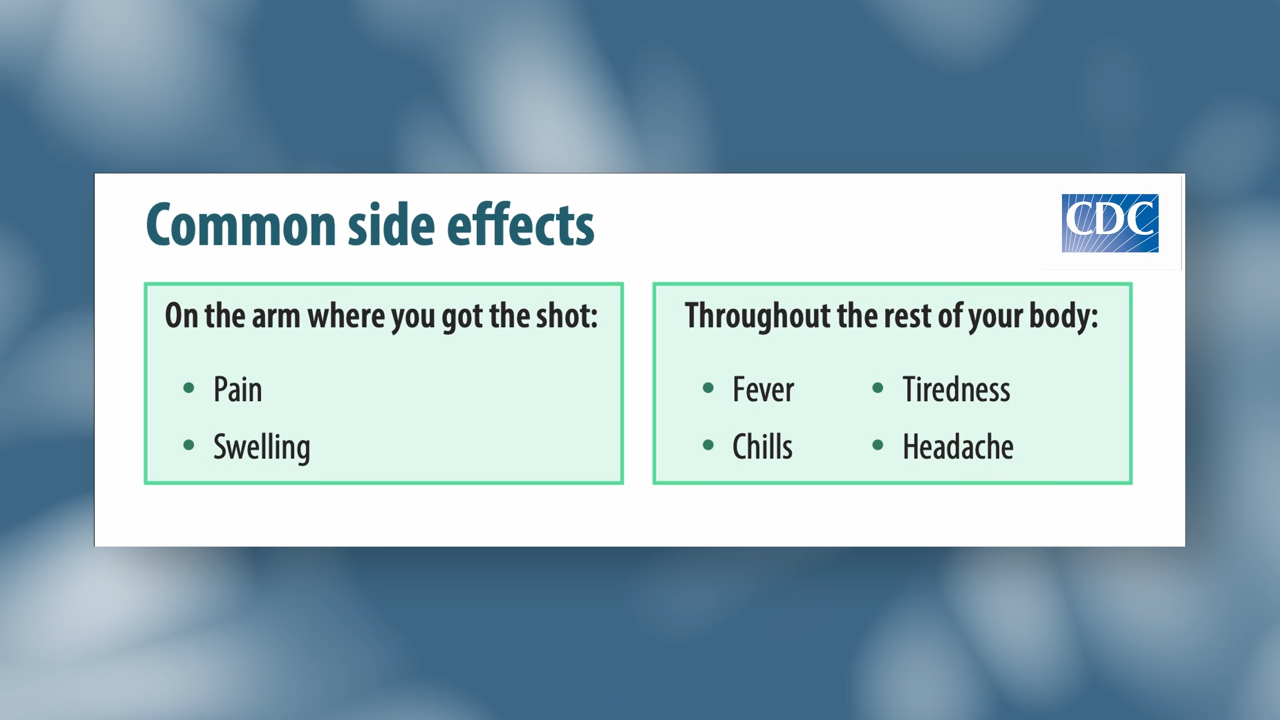 Common side effects
CDC
On the arm where you got the shot:
• Pain
• Swelling
Throughout the rest of your body:
• Fever
• Chills
• Tiredness
• Headache